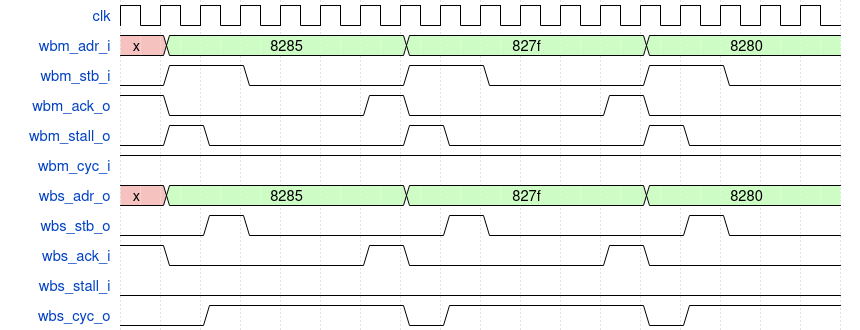 clk
wbm_adr_i x 8285 827f 8280
wbm_stb_i
wbm_ack_o
wbm_stall_o
wbm_cyc_i
wbs_adr_o x 8285 827f 8280
wbs_stb_o
wbs_ack_i
wbs_stall_i
wbs_cyc_o